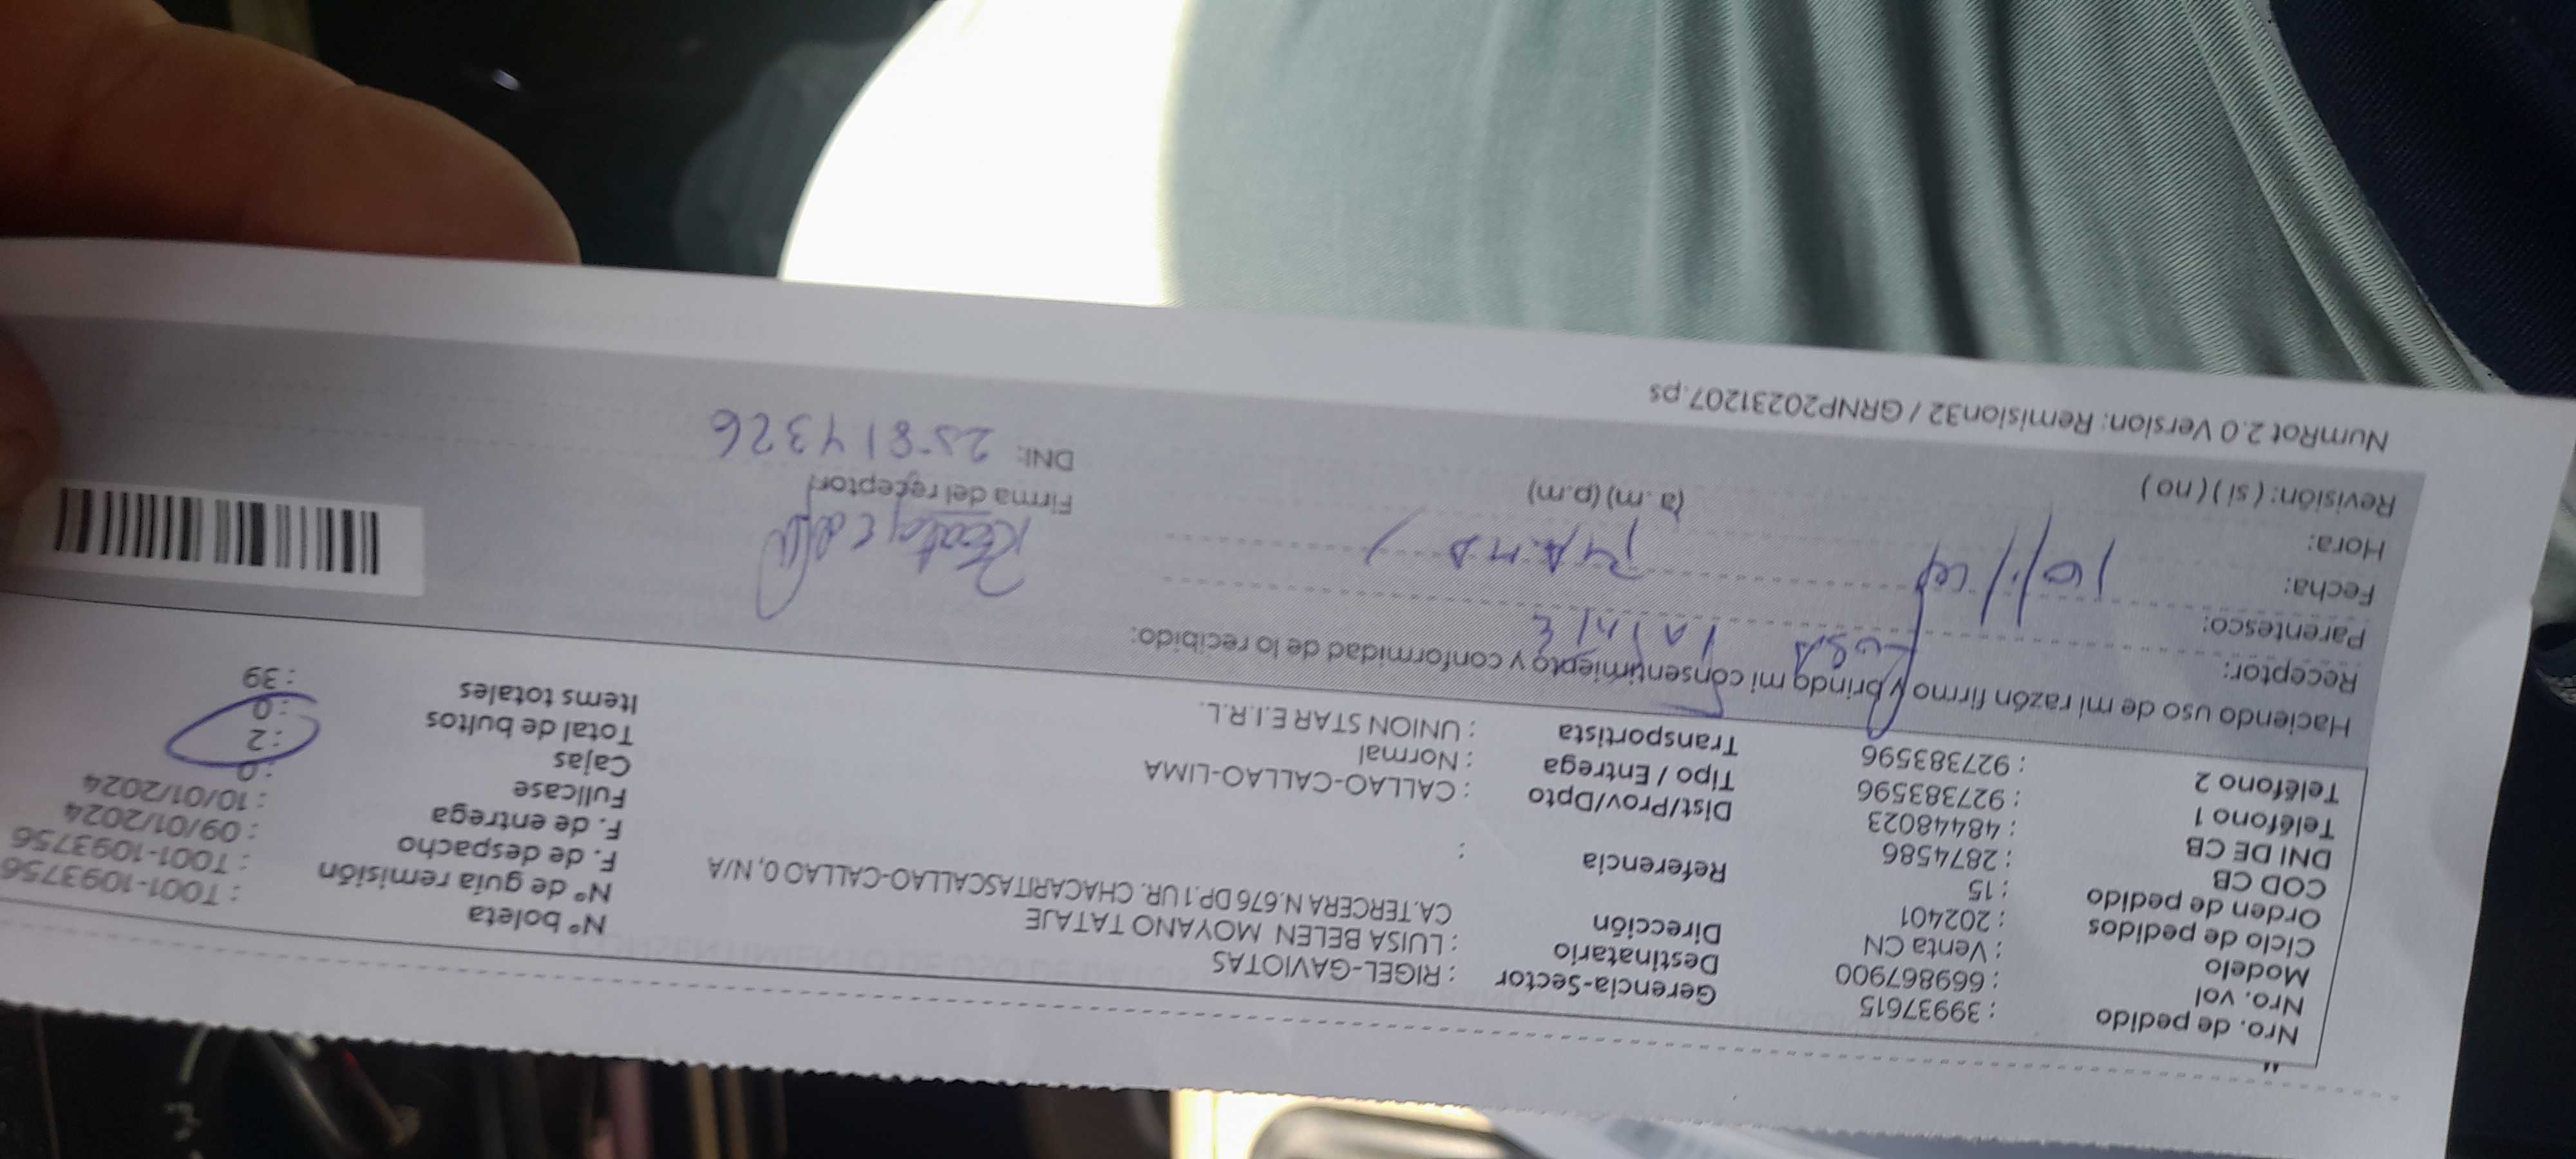 Nro. de pedido : 39937615 Gerencia-Sector : RIGEL-GAVIOTAS Nº boleta : T001-1093756
Nro. vol : 669867900 Destinatario : LUISA BELEN MOYANO TATAJE Nº de guía remisión : T001-1093756
Modelo : Venta CN Dirección CA.TERCERA N.676 DP.1 UR. CHACARITASCALLAO-CALLAO 0, N/A F. de despacho : 09/01/2024
Ciclo de pedidos : 202401 F. de entrega : 10/01/2024
Orden de pedido : 15 Referencia : Fullcase : 0
COD CB : 2874586 Cajas : 2
DNI DE CB : 48448023 Dist/Prov/Dpto : CALLAO-CALLAO-LIMA Total de bultos : 0
Teléfono 1 : 927383596 Tipo / Entrega : Normal Items totales : 39
Teléfono 2 : 927383596 Transportista : UNION STAR E.I.R.L.
Haciendo uso de mi razón firmo y brindo mi consentimiento y conformidad de lo recibido:
Receptor:
Parentesco:
Fecha:
Hora: (a. m) (p.m) Firma del receptor
Revisión: ( si ) ( no ) DNI: 25814326
NumRot 2.0 Version: Remision32 / GRNP20231207.ps